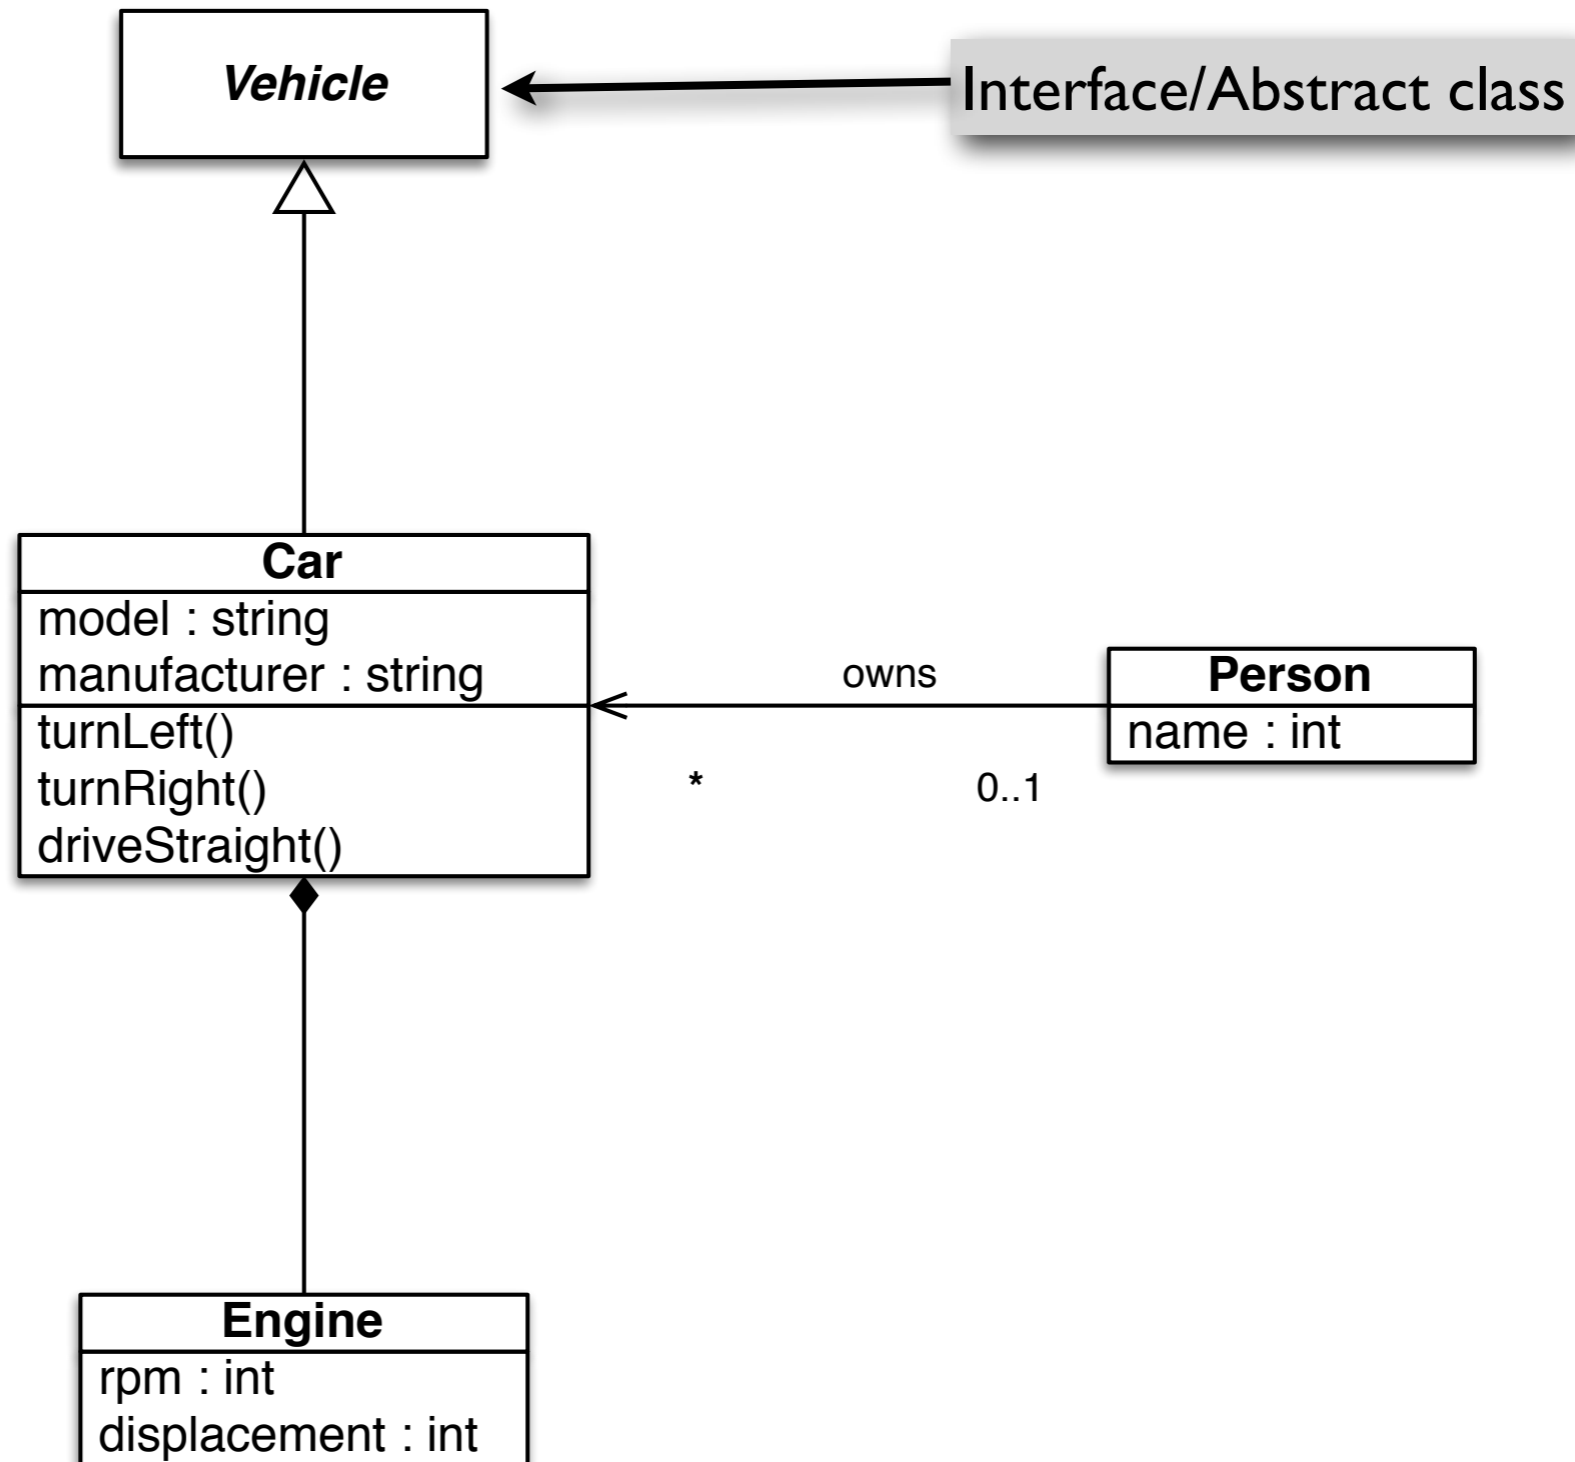 Vehicle
Interface/Abstract class
Car
model : string
manufacturer : string
turnLeft()
turnRight()
driveStraight()
owns
*
0..1
Person
name : int
Engine
rpm : int
displacement : int